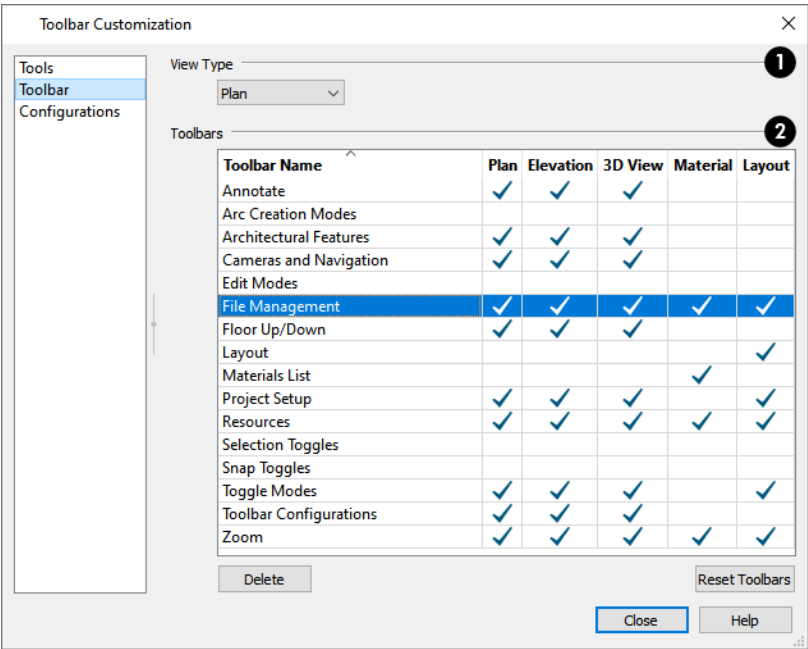 Toolbar Customization
Tools
Toolbar
Configurations
View Type
1
Plan
Toolbars
2
Toolbar Name Plan Elevation 3D View Material Layout
Annotate
Arc Creation Modes
Architectural Features
Cameras and Navigation
Edit Modes
File Management
Floor Up/Down
Layout
Materials List
Project Setup
Resources
Selection Toggles
Snap Toggles
Toggle Modes
Toolbar Configurations
Zoom
Delete
Reset Toolbars
Close
Help